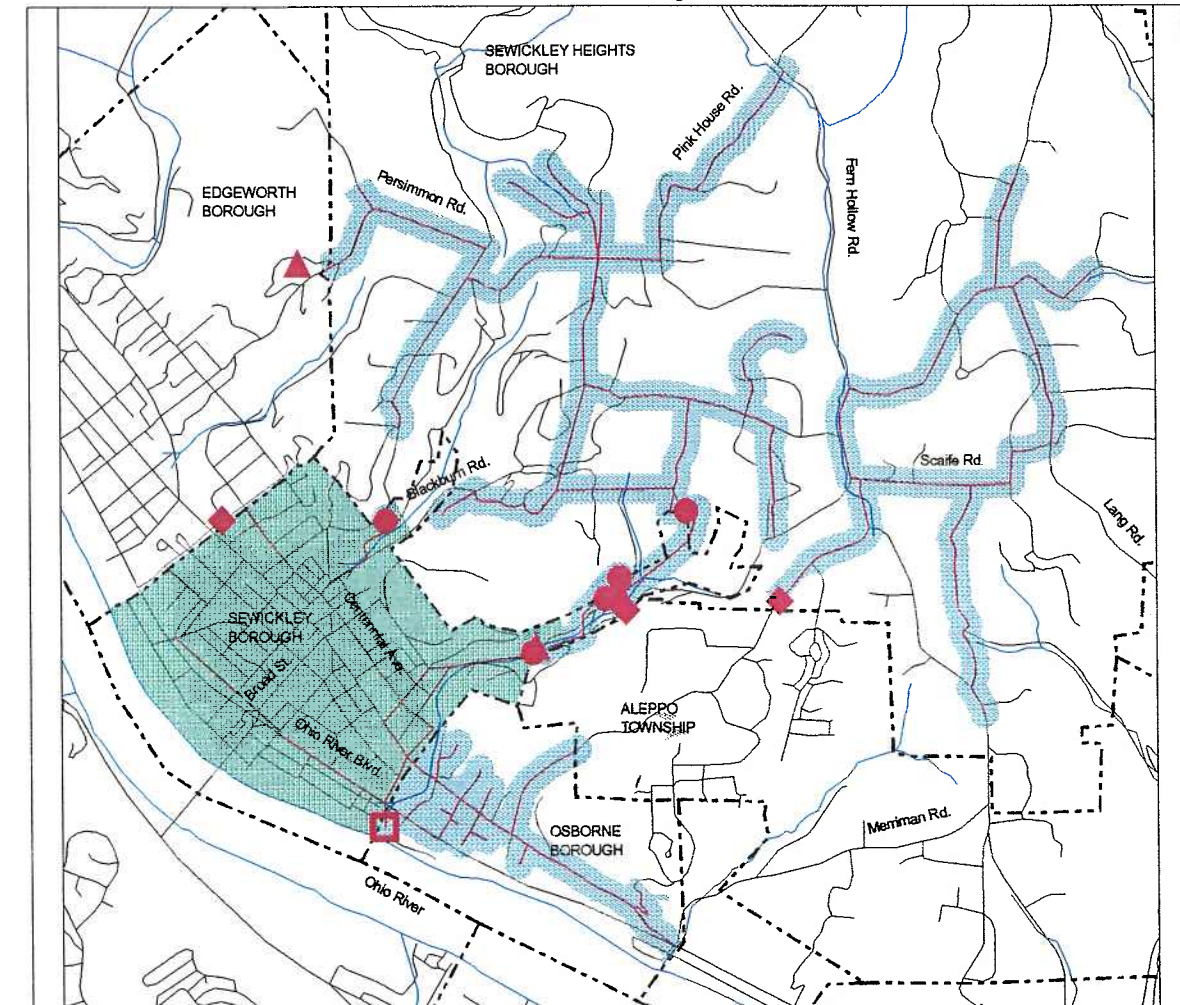 SEWICKLEY HEIGHTS
BOROUGH
Pink House Rd.
EDGEWORTH
BOROUGH
Persimmon Rd.
Fern Hollow Rd.
Blackburn Rd.
Scaife Rd.
Lang Rd.
SEWICKLEY
BOROUGH
Centennial Ave.
Broad St.
Ohio River Blvd.
ALEPPO
TOWNSHIP
OSBORNE
BOROUGH
Merriman Rd.
Ohio River